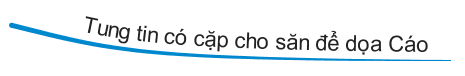 Tung tin có cặp cho săn để dọa Cáo